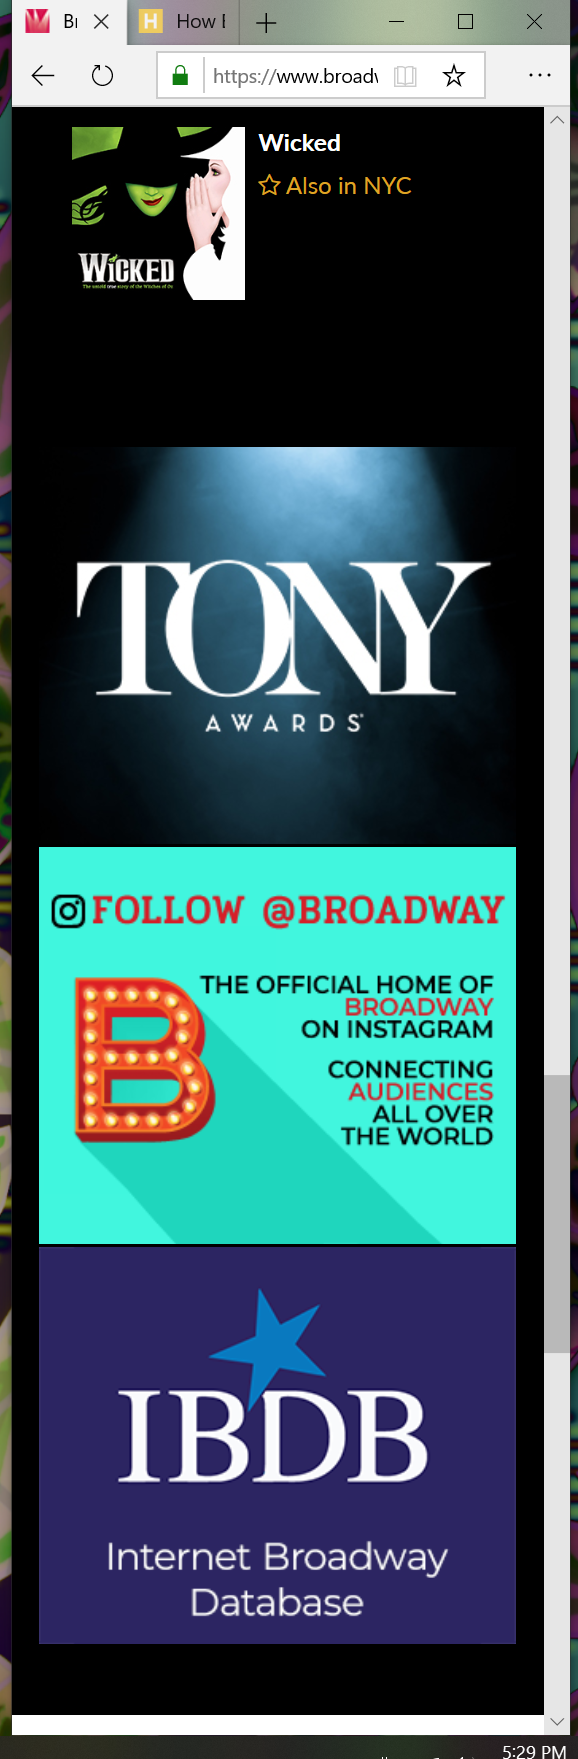 Br
H How E
https://www.broadw
Wicked
☆ Also in NYC
WICKED
The untold true story of the Witches of Oz
TONY
AWARDS®
FOLLOW @BROADWAY
B
THE OFFICIAL HOME OF
BROADWAY
ON INSTAGRAM
CONNECTING
AUDIENCES
ALL OVER
THE WORLD
IBDB
Internet Broadway
Database
5:29 PM